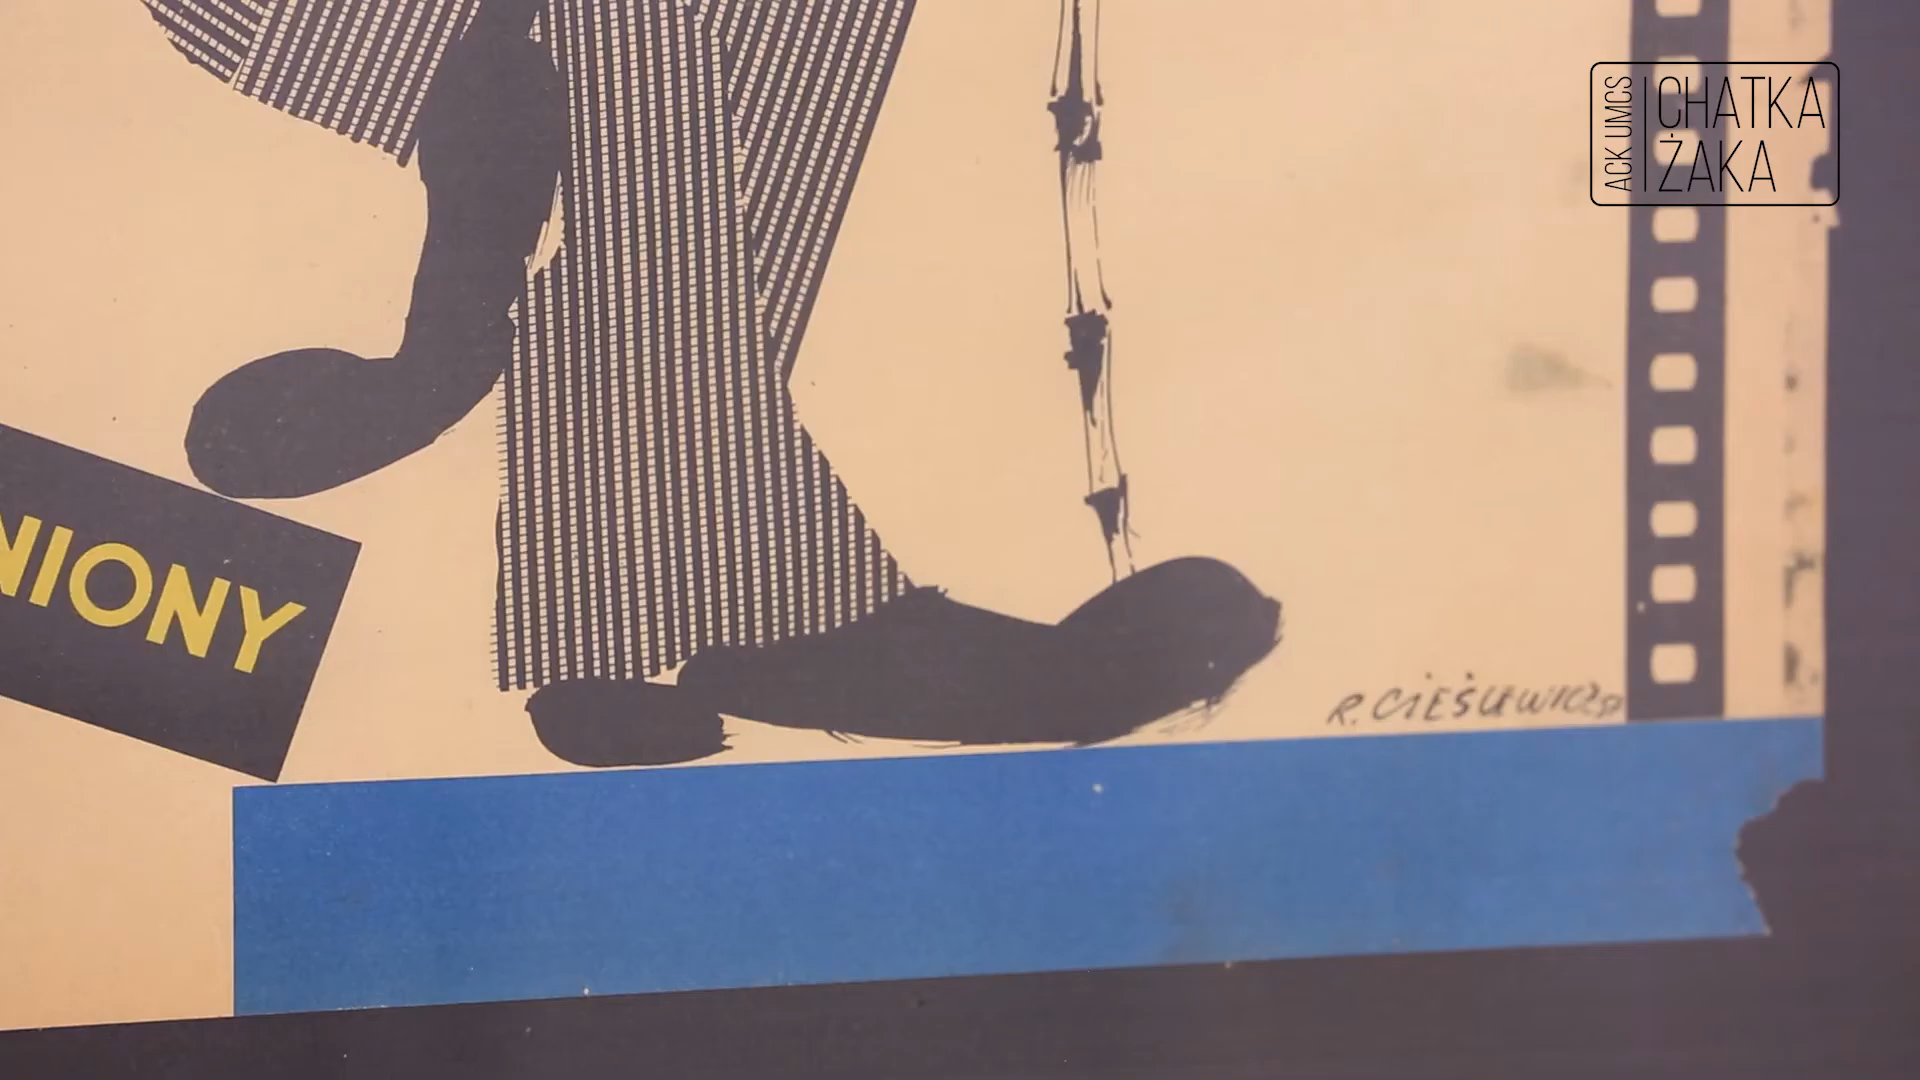 ACK UMCS
CHATKA
ŻAKA
NIONY
R. CIEŚLEWICZ